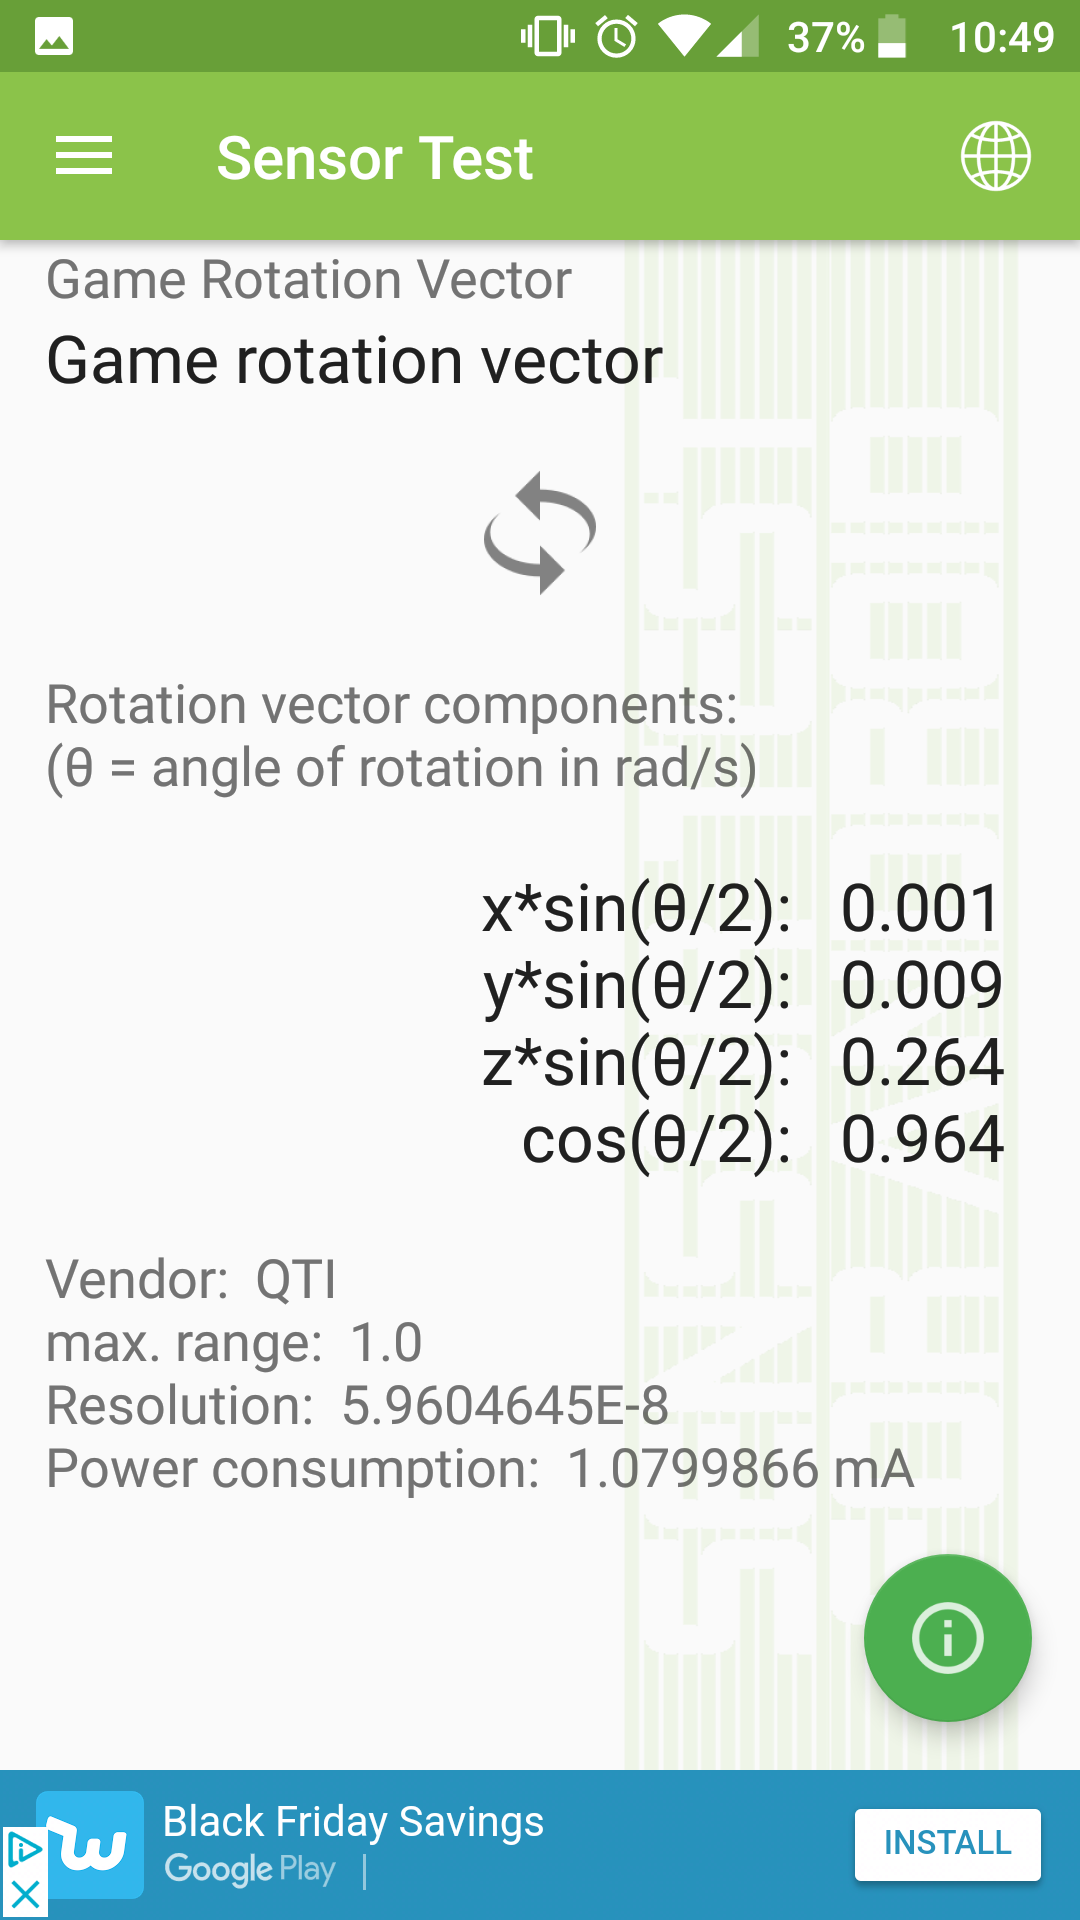 37% 10:49
Sensor Test
Game Rotation Vector
Game rotation vector
Rotation vector components:
(θ = angle of rotation in rad/s)
x*sin(θ/2): 0.001
y*sin(θ/2): 0.009
z*sin(θ/2): 0.264
cos(θ/2): 0.964
Vendor: QTI
max. range: 1.0
Resolution: 5.9604645E-8
Power consumption: 1.0799866 mA
Black Friday Savings
Google Play
INSTALL